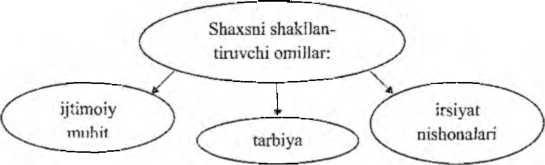 Shaxsni shakllan-
tiruvchi omillar:
ijtimoiy
muhit
tarbiya
irsiyat
nishonalari